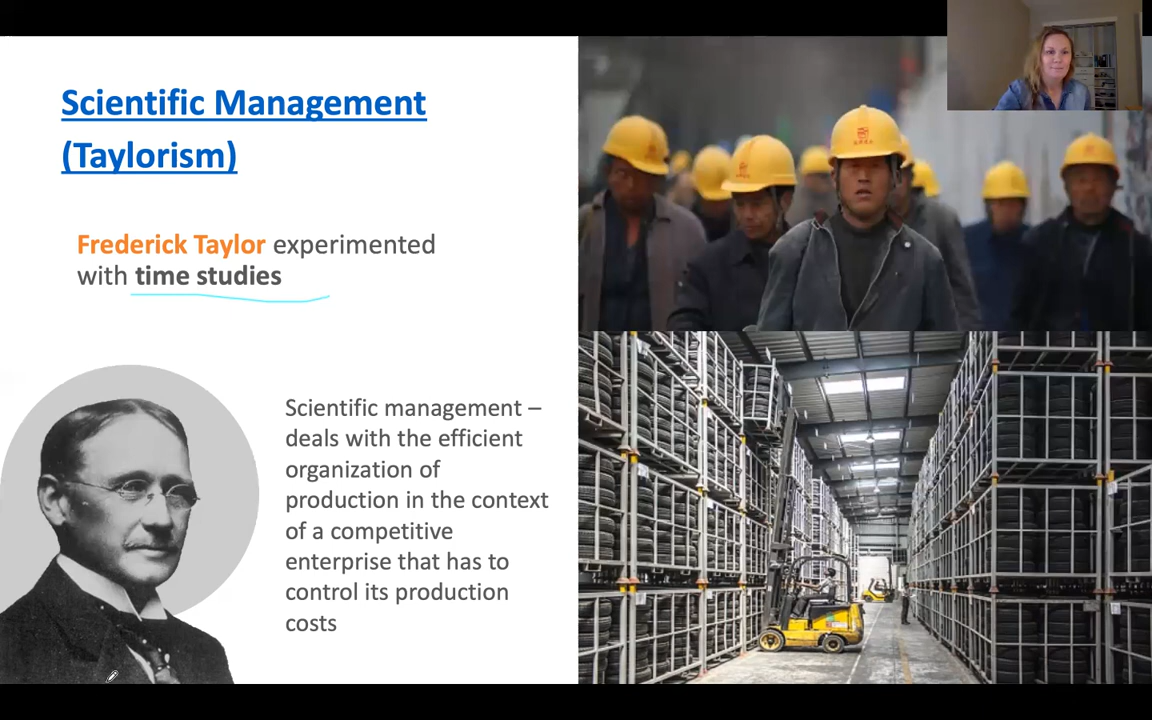 Scientific Management
(Taylorism)
Frederick Taylor experimented
with time studies
Scientific management –
deals with the efficient
organization of
production in the context
of a competitive
enterprise that has to
control its production
costs